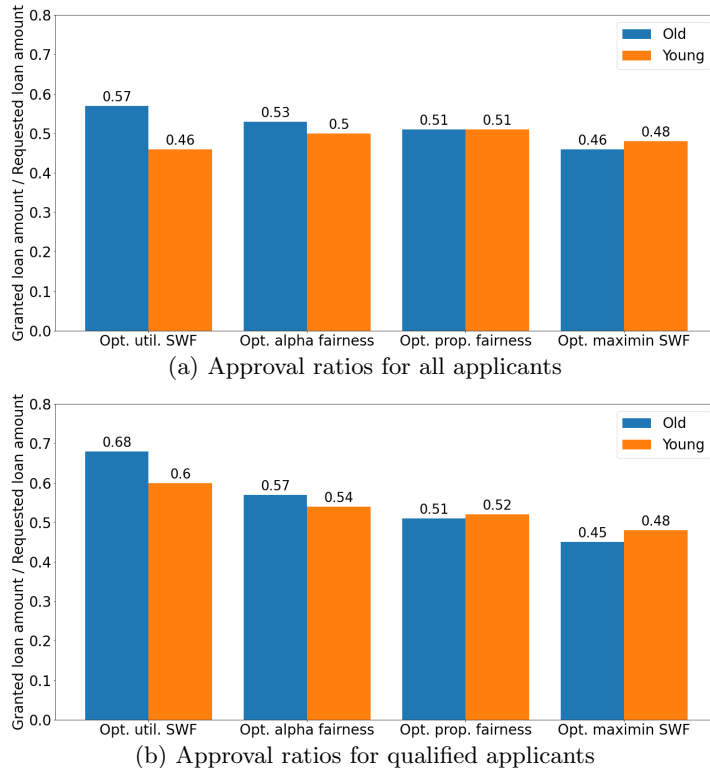 Granted loan amount / Requested loan amount
0.8
0.7
0.6
0.5
0.4
0.3
0.2
0.1
0.0
Old
Young
0.57
0.46
0.53
0.5
0.51
0.51
0.46
0.48
Opt. util. SWF
Opt. alpha fairness
Opt. prop. fairness
Opt. maximin SWF
(a) Approval ratios for all applicants
Granted loan amount / Requested loan amount
0.8
0.7
0.6
0.5
0.4
0.3
0.2
0.1
0.0
Old
Young
0.68
0.6
0.57
0.54
0.51
0.52
0.45
0.48
Opt. util. SWF
Opt. alpha fairness
Opt. prop. fairness
Opt. maximin SWF
(b) Approval ratios for qualified applicants